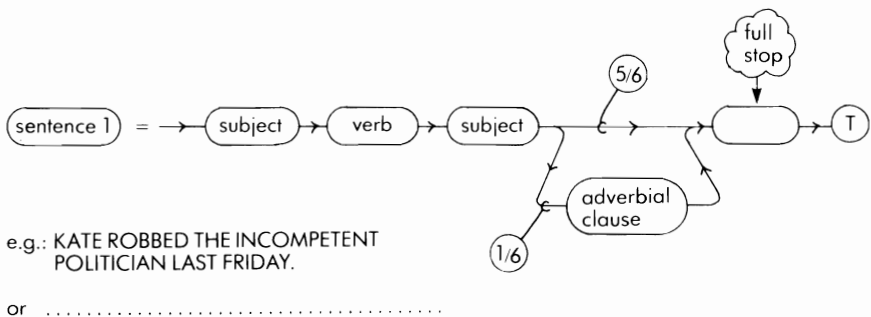 full
stop
5/6
sentence 1 = subject verb subject T
adverbial
clause
1/6
e.g.: KATE ROBBED THE INCOMPETENT
POLITICIAN LAST FRIDAY.
or ........................................